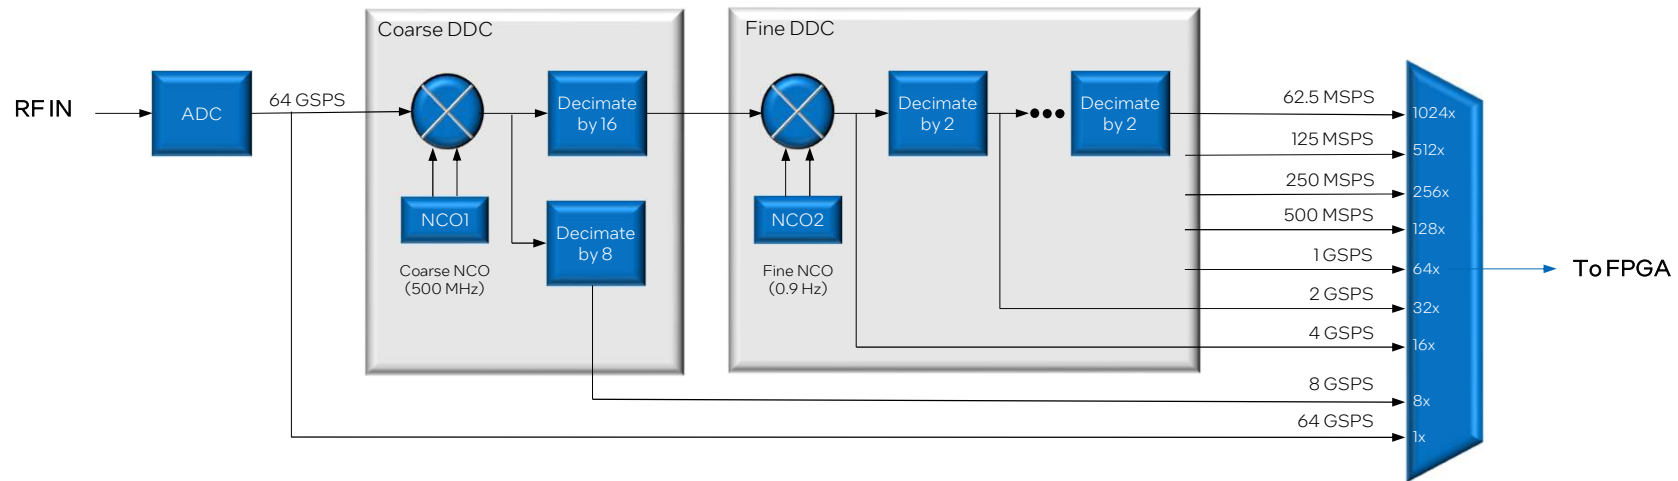 Coarse DDC
Fine DDC
RF IN
ADC
64 GSPS
Decimate
by 16
NCO1
Coarse NCO
(500 MHz)
Decimate
by 8
NCO2
Fine NCO
(0.9 Hz)
Decimate
by 2
Decimate
by 2
62.5 MSPS
1024x
125 MSPS
512x
250 MSPS
256x
500 MSPS
128x
1 GSPS
64x
2 GSPS
32x
4 GSPS
16x
8 GSPS
8x
64 GSPS
1x
To FPGA